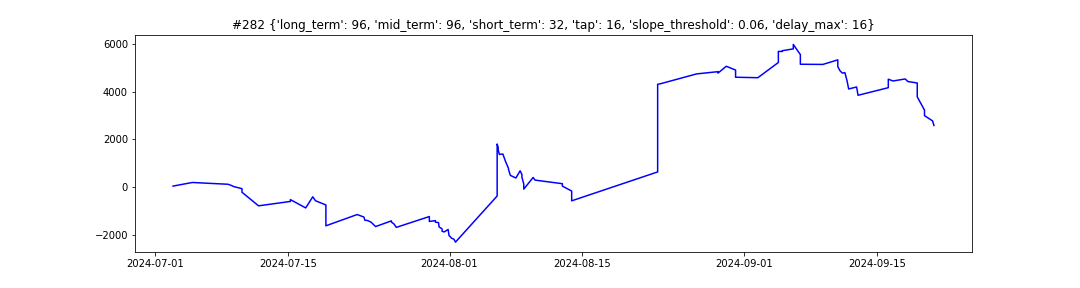 #282 {'long_term': 96, 'mid_term': 96, 'short_term': 32, 'tap': 16, 'slope_threshold': 0.06, 'delay_max': 16}
6000
4000
2000
0
−2000
2024-07-01 2024-07-15 2024-08-01 2024-08-15 2024-09-01 2024-09-15